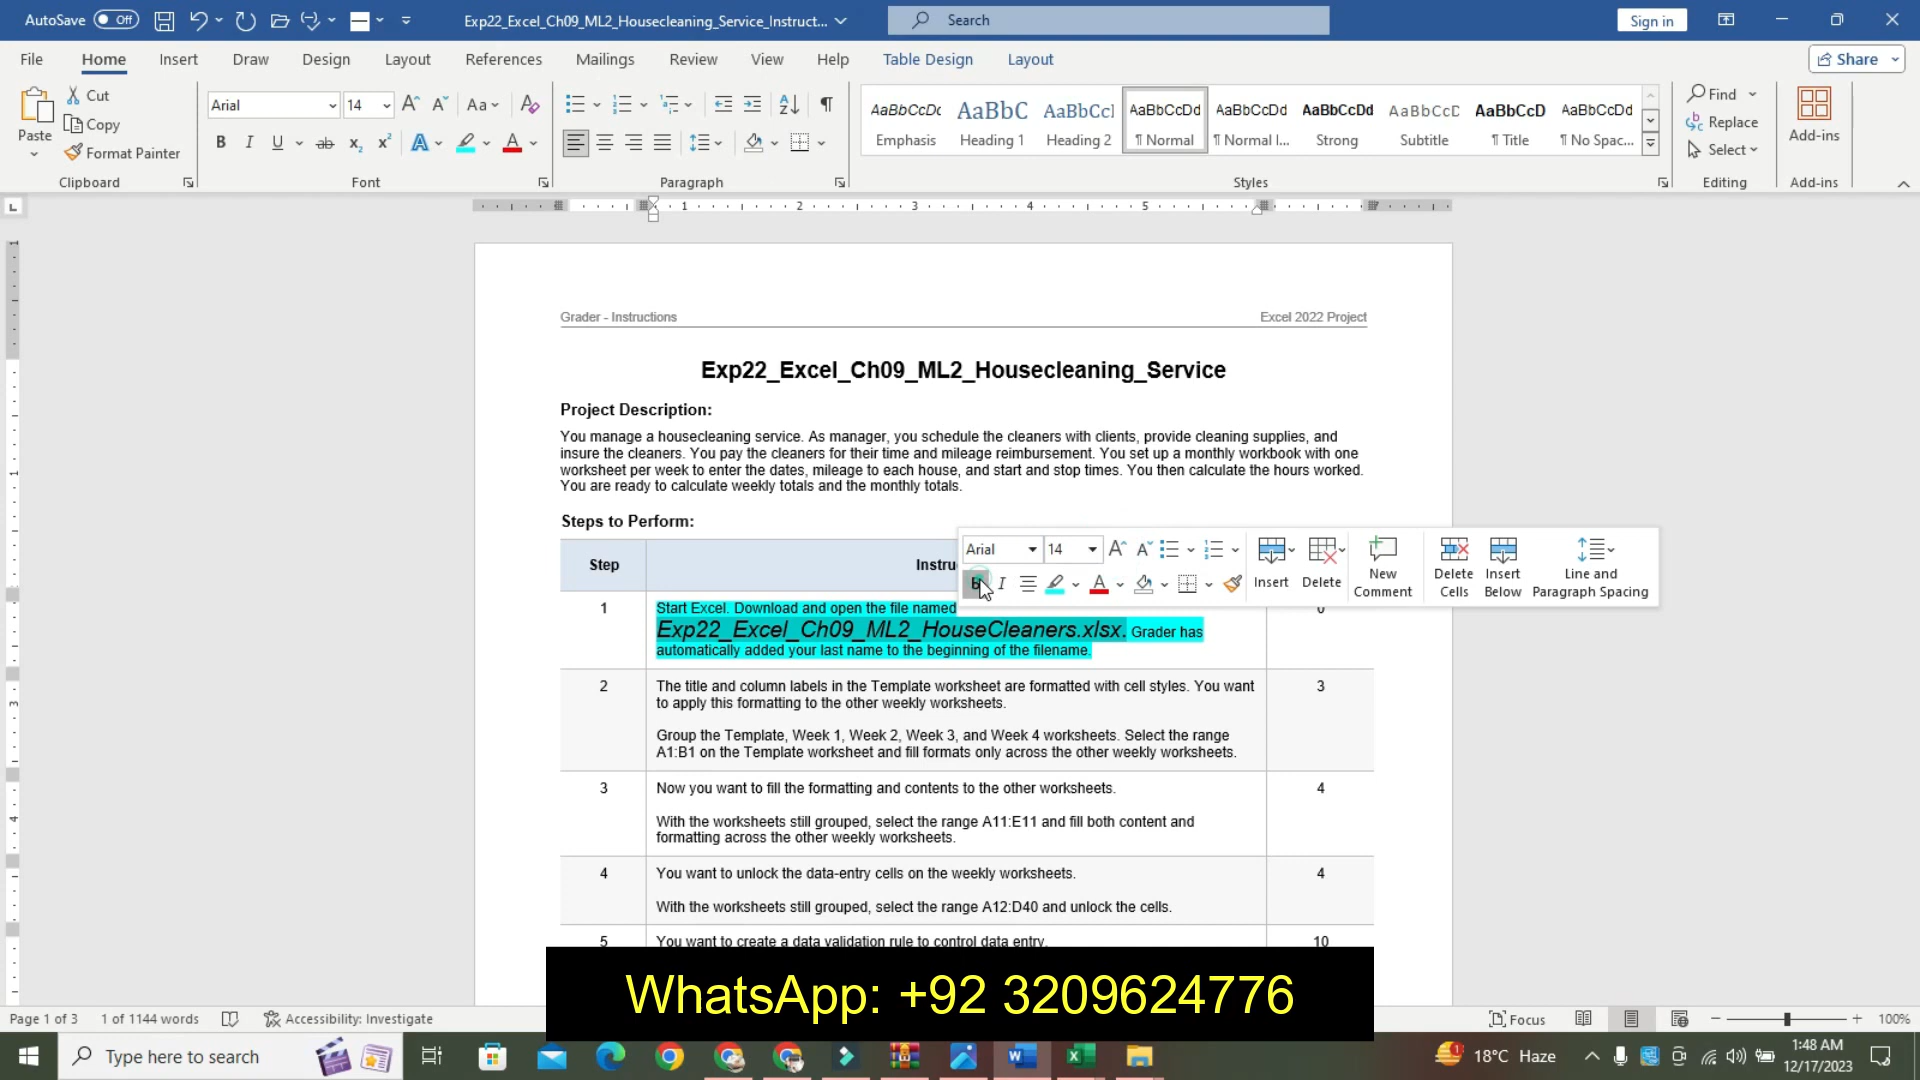 AutoSave Off Exp22_Excel_Ch09_ML2_Housecleaning_Service_Instruct... Search Sign in
File Home Insert Draw Design Layout References Mailings Review View Help Table Design Layout Share
Paste Cut Copy Format Painter Clipboard
Arial 14 Aa
B I U ab x₂ x² A A
Font
Paragraph
AaBbCcDc AaBbC AaBbCcI AaBbCcDd AaBbCcDd AaBbCcDd AaBbCcD AaBbCcD AaBbCcDd
Emphasis Heading 1 Heading 2 ¶ Normal ¶ Normal I... Strong Subtitle ¶ Title ¶ No Spac...
Styles
Find Replace Select Editing
Add-ins
Add-ins
1 2 3 4 5
Grader - Instructions Excel 2022 Project
Exp22_Excel_Ch09_ML2_Housecleaning_Service
Project Description:
You manage a housecleaning service. As manager, you schedule the cleaners with clients, provide cleaning supplies, and
insure the cleaners. You pay the cleaners for their time and mileage reimbursement. You set up a monthly workbook with one
worksheet per week to enter the dates, mileage to each house, and start and stop times. You then calculate the hours worked.
You are ready to calculate weekly totals and the monthly totals.
Steps to Perform:
Arial 14
B I A Insert Delete New Comment Delete Cells Insert Below Line and Paragraph Spacing
Step Instru
1 Start Excel. Download and open the file named 0
Exp22_Excel_Ch09_ML2_HouseCleaners.xlsx. Grader has
automatically added your last name to the beginning of the filename.
2 The title and column labels in the Template worksheet are formatted with cell styles. You want 3
to apply this formatting to the other weekly worksheets.
Group the Template, Week 1, Week 2, Week 3, and Week 4 worksheets. Select the range
A1:B1 on the Template worksheet and fill formats only across the other weekly worksheets.
3 Now you want to fill the formatting and contents to the other worksheets. 4
With the worksheets still grouped, select the range A11:E11 and fill both content and
formatting across the other weekly worksheets.
4 You want to unlock the data-entry cells on the weekly worksheets. 4
With the worksheets still grouped, select the range A12:D40 and unlock the cells.
5 You want to create a data validation rule to control data entry. 10
WhatsApp: +92 3209624776
Page 1 of 3 1 of 1144 words Accessibility: Investigate Focus 100%
Type here to search 18°C Haze 1:48 AM
12/17/2023